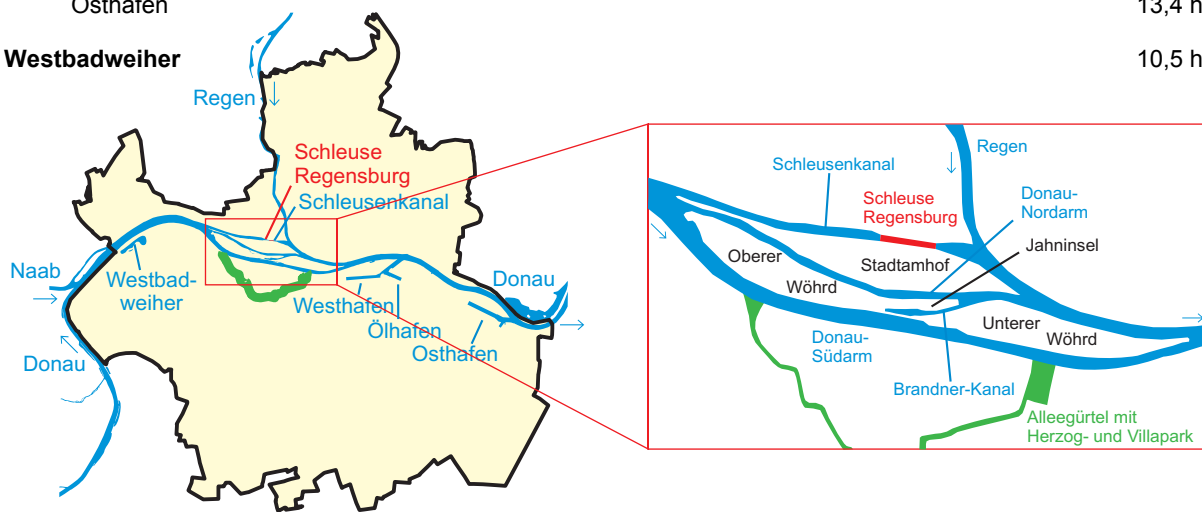 Osthafen 13,4 h
Westbadweiher 10,5 h
Regen
Schleuse
Regensburg
Schleusenkanal
Naab
Westbad-
weiher
Westhafen
Ölhafen
Osthafen
Donau
Donau
Schleusenkanal
Regen
Schleuse
Regensburg
Donau-
Nordarm
Jahninsel
Oberer
Wöhrd
Stadtamhof
Unterer
Wöhrd
Donau-
Südarm
Brandner-Kanal
Alleegürtel mit
Herzog- und Villapark